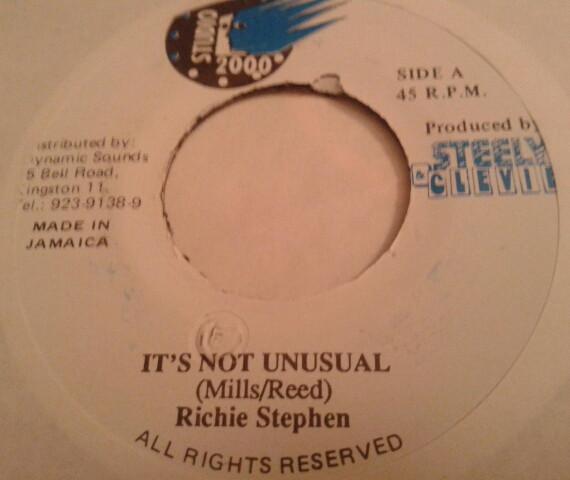 STUDIO
2000
SIDE A
45 R.P.M.
Produced by
STEELY
& CLEVIE
istributed by:
ynamic Sounds
5 Bell Road,
ingston 11,
el.: 923-9138-9
MADE IN
JAMAICA
IT'S NOT UNUSUAL
(Mills/Reed)
Richie Stephen
ALL RIGHTS RESERVED